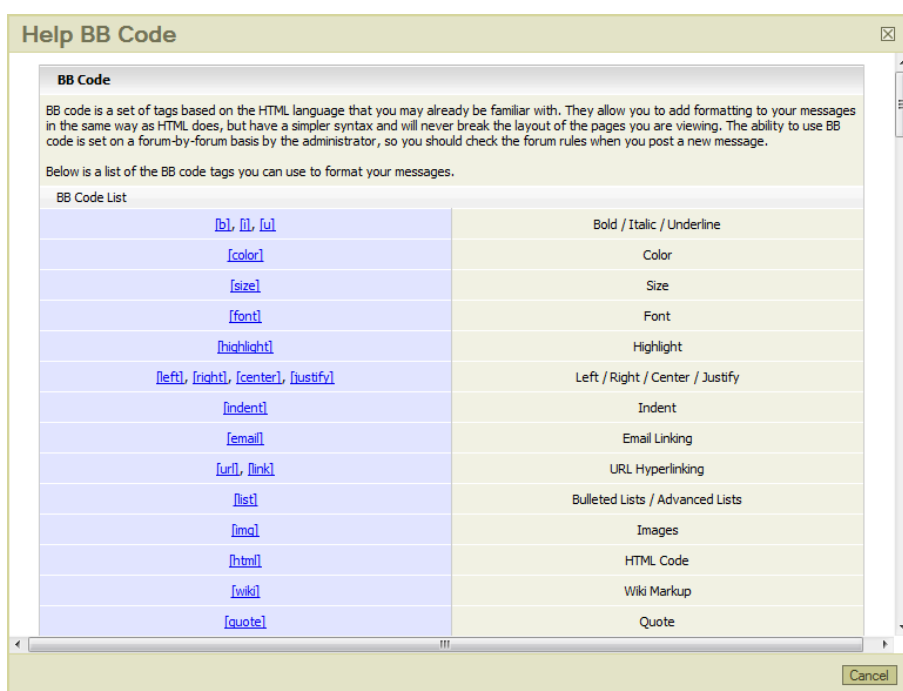 Help BB Code
BB Code
BB code is a set of tags based on the HTML language that you may already be familiar with. They allow you to add formatting to your messages
in the same way as HTML does, but have a simpler syntax and will never break the layout of the pages you are viewing. The ability to use BB
code is set on a forum-by-forum basis by the administrator, so you should check the forum rules when you post a new message.
Below is a list of the BB code tags you can use to format your messages.
BB Code List
[b], [i], [u] Bold / Italic / Underline
[color] Color
[size] Size
[font] Font
[highlight] Highlight
[left], [right], [center], [justify] Left / Right / Center / Justify
[indent] Indent
[email] Email Linking
[url], [link] URL Hyperlinking
[list] Bulleted Lists / Advanced Lists
[img] Images
[html] HTML Code
[wiki] Wiki Markup
[quote] Quote
Cancel